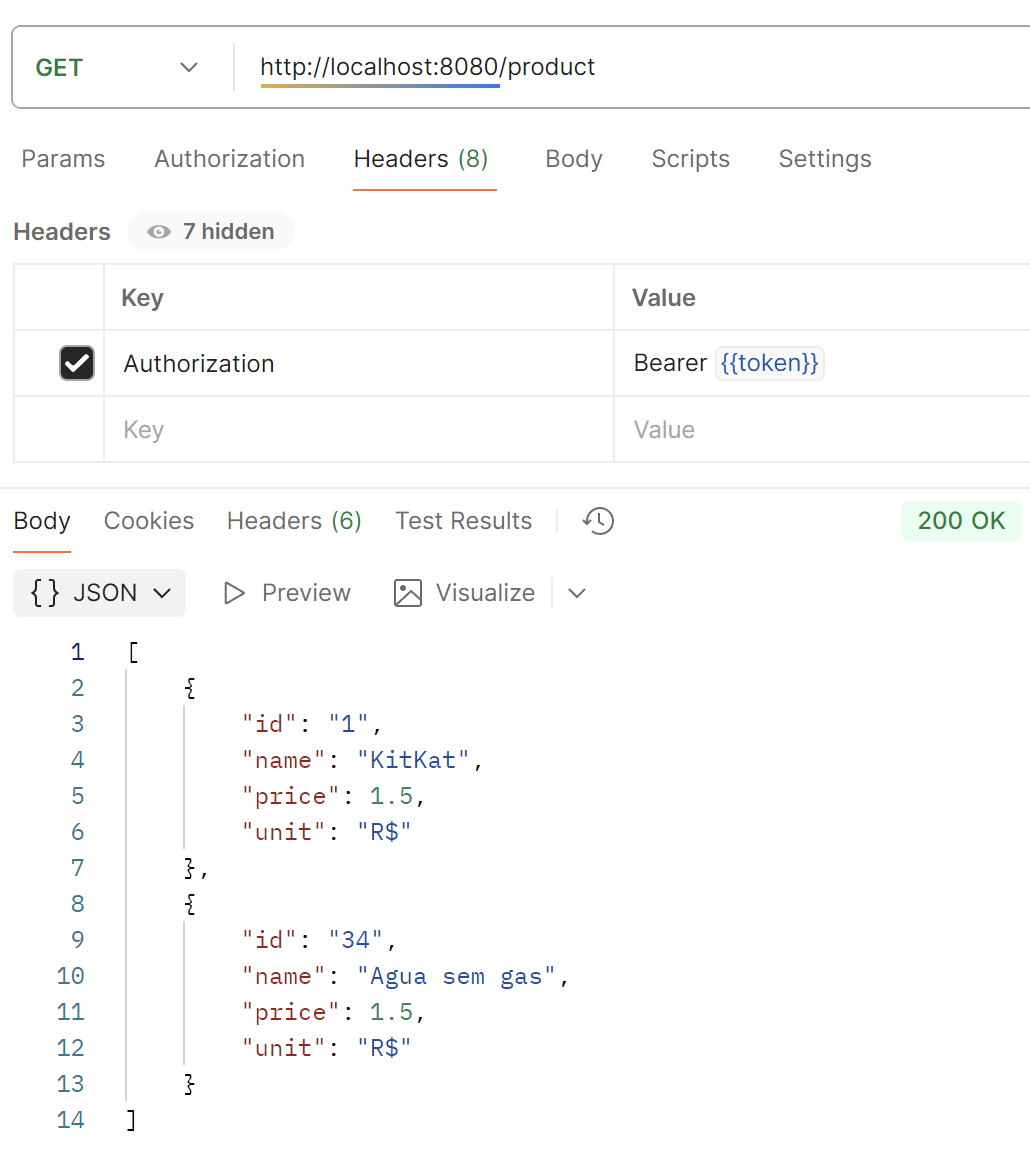 GET http://localhost:8080/product
Params Authorization Headers (8) Body Scripts Settings
Headers 7 hidden
Key Value
Authorization Bearer {{token}}
Key Value
Body Cookies Headers (6) Test Results 200 OK
{ } JSON Preview Visualize
1 [
2 {
3 "id": "1",
4 "name": "KitKat",
5 "price": 1.5,
6 "unit": "R$"
7 },
8 {
9 "id": "34",
10 "name": "Agua sem gas",
11 "price": 1.5,
12 "unit": "R$"
13 }
14 ]